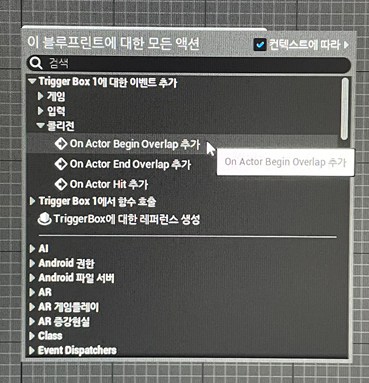 이 블루프린트에 대한 모든 액션
컨텍스트에 따라
검색
Trigger Box 1에 대한 이벤트 추가
게임
입력
콜리전
On Actor Begin Overlap 추가
On Actor Begin Overlap 추가
On Actor End Overlap 추가
On Actor Hit 추가
Trigger Box 1에서 함수 호출
TriggerBox에 대한 레퍼런스 생성
AI
Android 권한
Android 파일 서버
AR
AR 게임플레이
AR 증강현실
Class
Event Dispatchers